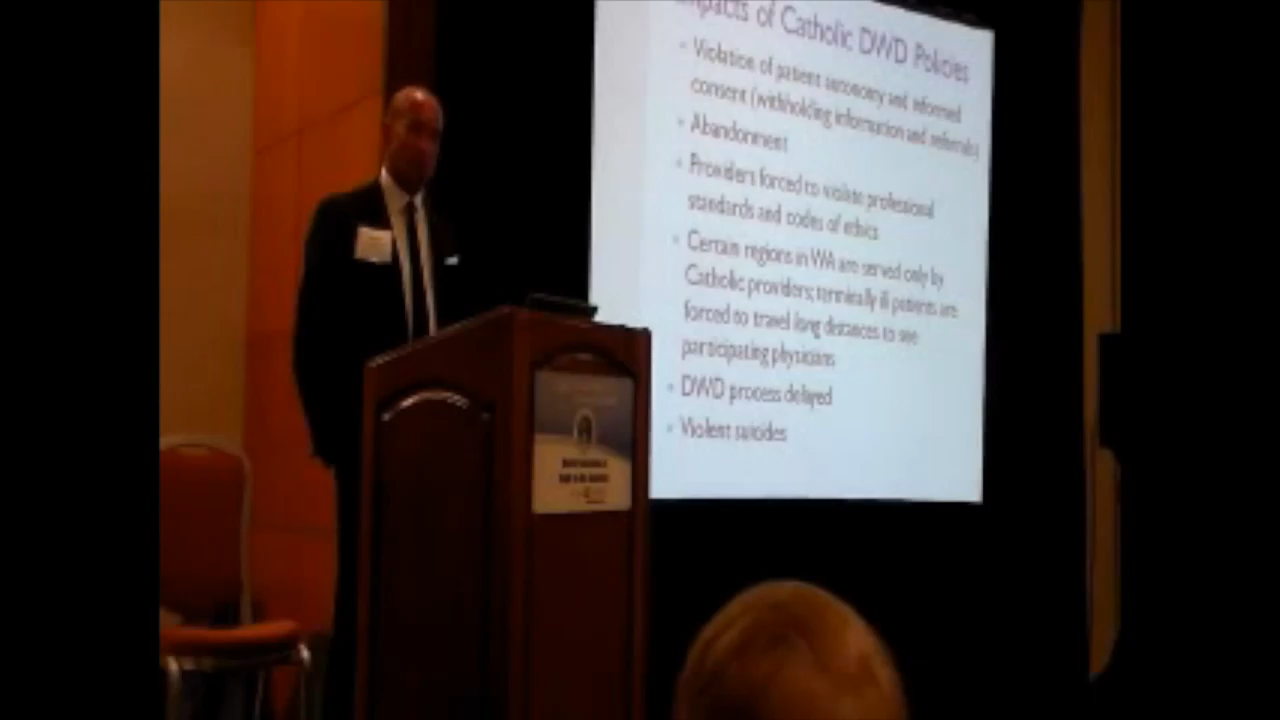 Impacts of Catholic DWD Policies
Violation of patient autonomy and informed
consent (withholding information and referrals)
Abandonment
Providers forced to violate professional
standards and codes of ethics
Certain regions in WA are served only by
Catholic providers; terminally ill patients are
forced to travel long distances to see
participating physicians
DWD process delayed
Violent suicides